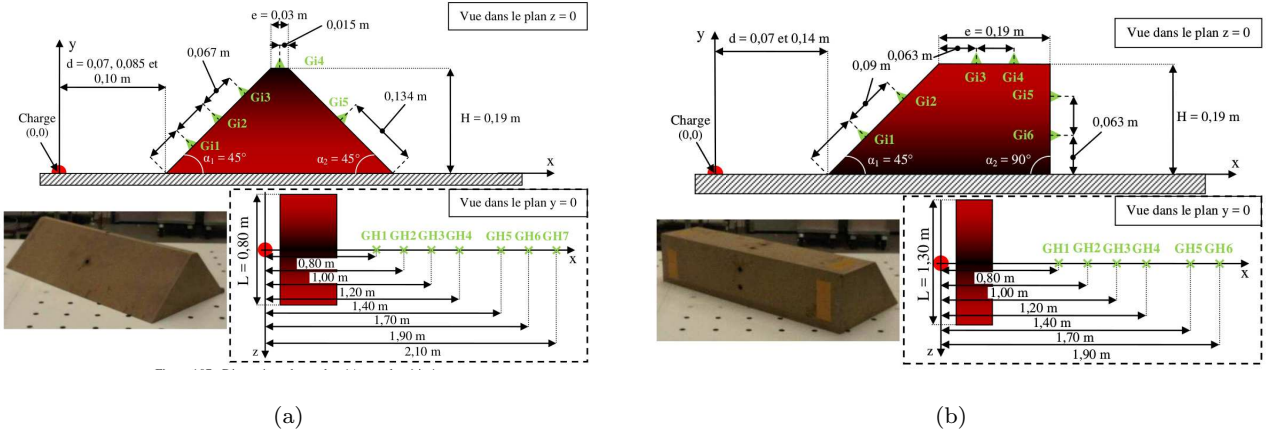 e = 0,03 m
0,015 m
Vue dans le plan z = 0
y
d = 0,07, 0,085 et
0,10 m
0,067 m
Gi4
Gi3
Gi5
0,134 m
Gi2
H = 0,19 m
Charge
(0,0)
Gi1
α₁ = 45°
α₂ = 45°
x
Vue dans le plan y = 0
L = 0,80 m
GH1 GH2 GH3 GH4 GH5 GH6 GH7
x
0,80 m
1,00 m
1,20 m
1,40 m
1,70 m
1,90 m
2,10 m
z
(a)
e = 0,19 m
Vue dans le plan z = 0
y
d = 0,07 et 0,14 m
0,063 m
0,09 m
Gi3 Gi4
Gi2
Gi5
H = 0,19 m
Charge
(0,0)
Gi1
Gi6
0,063 m
α₁ = 45°
α₂ = 90°
x
Vue dans le plan y = 0
L = 1,30 m
GH1 GH2 GH3 GH4 GH5 GH6
x
0,80 m
1,00 m
1,20 m
1,40 m
1,70 m
1,90 m
z
(b)